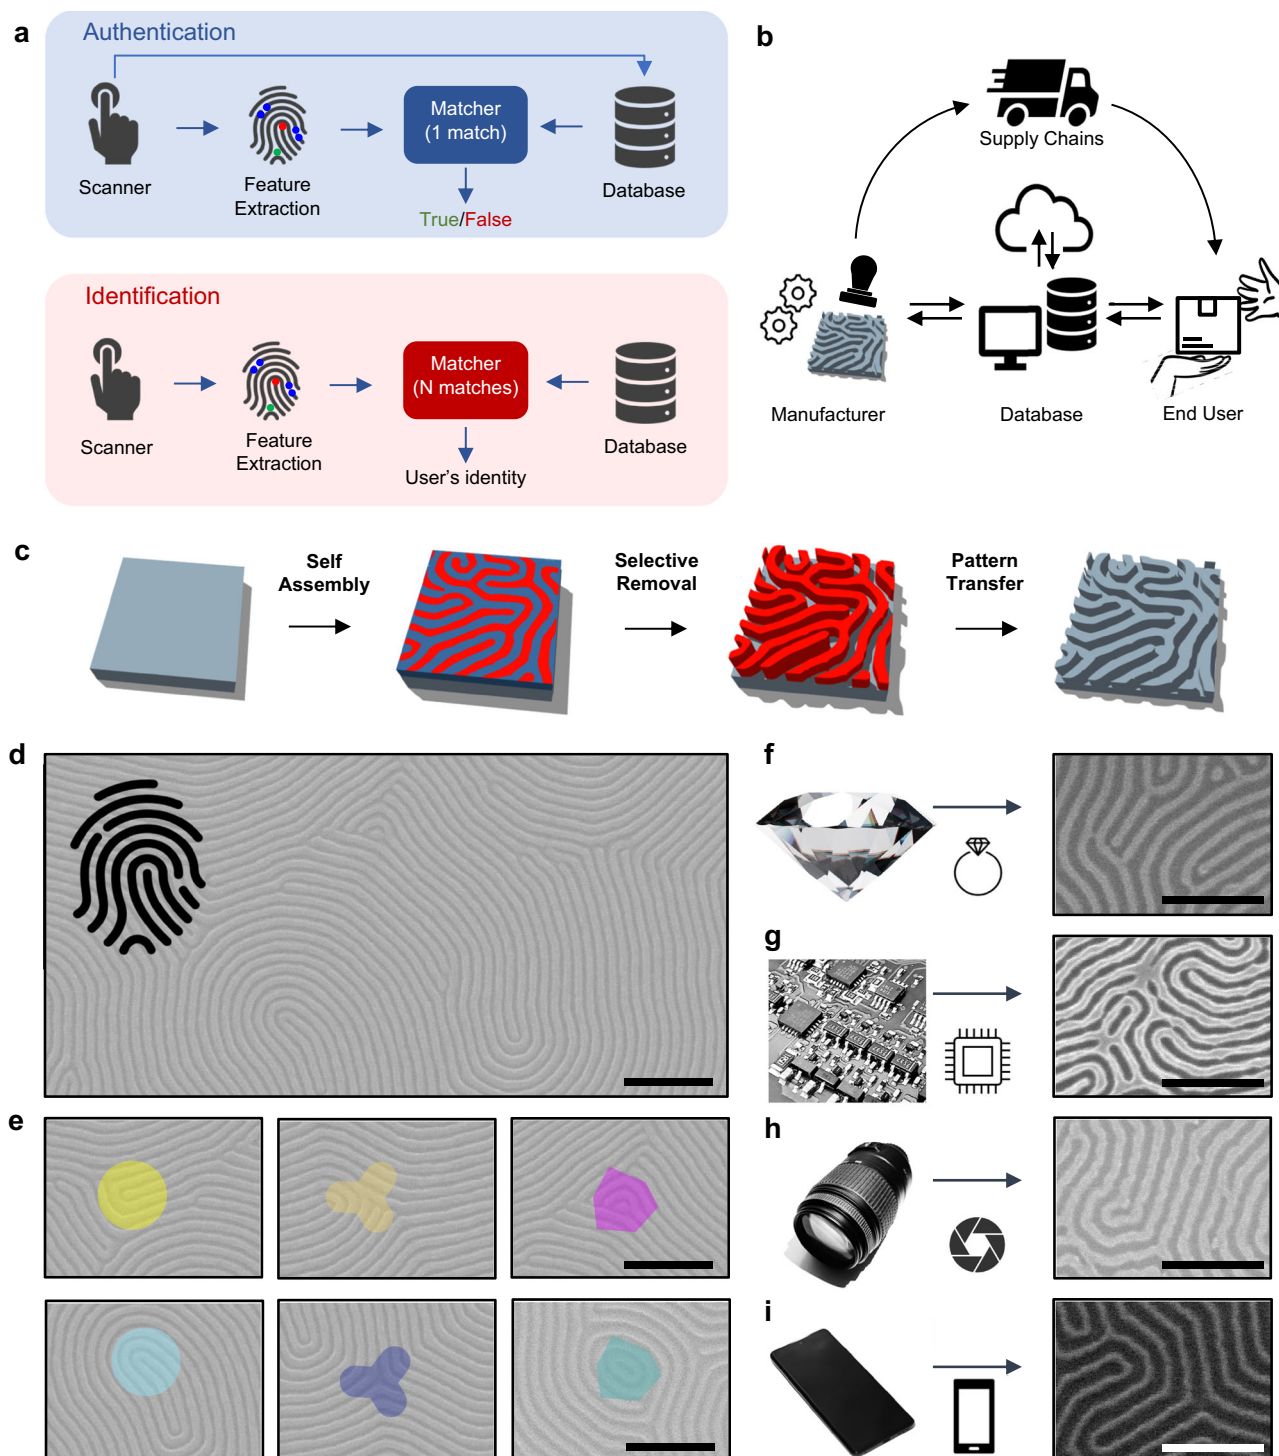 a
Authentication
Scanner
Feature
Extraction
Matcher
(1 match)
True/False
Database
Identification
Scanner
Feature
Extraction
Matcher
(N matches)
User's identity
Database
b
Supply Chains
Manufacturer
Database
End User
c
Self
Assembly
Selective
Removal
Pattern
Transfer
d
e
f
g
h
i